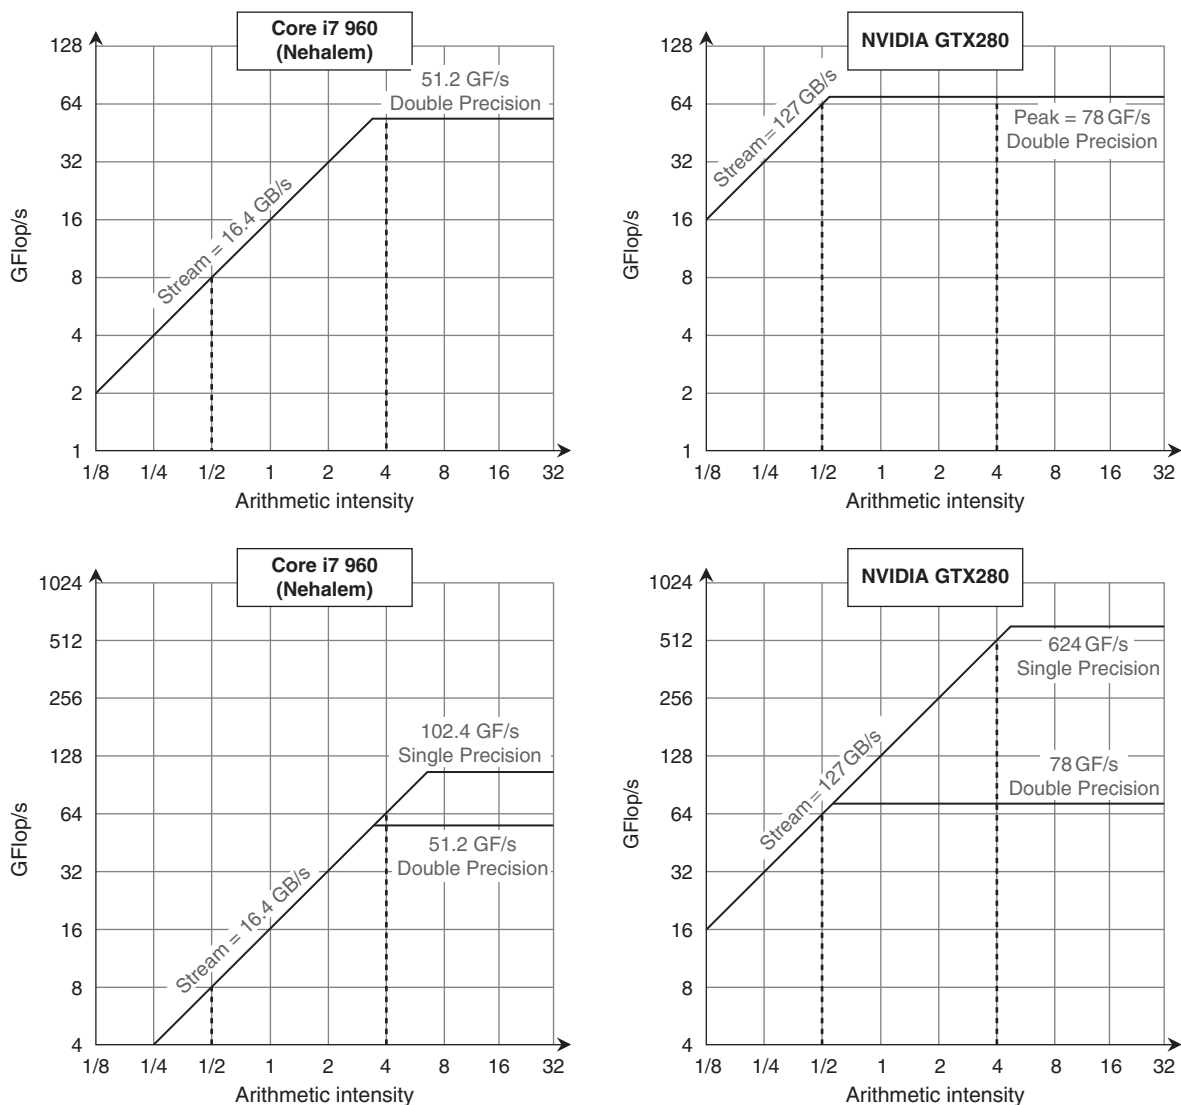 Core i7 960
(Nehalem)
128
64
32
16
8
4
2
1
GFlop/s
51.2 GF/s
Double Precision
Stream = 16.4 GB/s
1/8 1/4 1/2 1 2 4 8 16 32
Arithmetic intensity
NVIDIA GTX280
128
64
32
16
8
4
2
1
GFlop/s
Stream = 127 GB/s
Peak = 78 GF/s
Double Precision
1/8 1/4 1/2 1 2 4 8 16 32
Arithmetic intensity
Core i7 960
(Nehalem)
1024
512
256
128
64
32
16
8
4
GFlop/s
102.4 GF/s
Single Precision
51.2 GF/s
Double Precision
Stream = 16.4 GB/s
1/8 1/4 1/2 1 2 4 8 16 32
Arithmetic intensity
NVIDIA GTX280
1024
512
256
128
64
32
16
8
4
GFlop/s
624 GF/s
Single Precision
78 GF/s
Double Precision
Stream = 127 GB/s
1/8 1/4 1/2 1 2 4 8 16 32
Arithmetic intensity